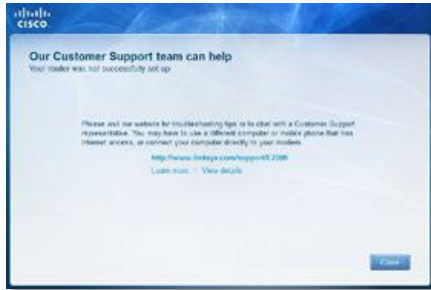 CISCO
Our Customer Support team can help
Your router was not successfully set up
Please visit our website for troubleshooting tips or to chat with a Customer Support
representative. You may have to use a different computer or mobile phone that has
Internet access, or connect your computer directly to your modem.
Learn more | View details
Close